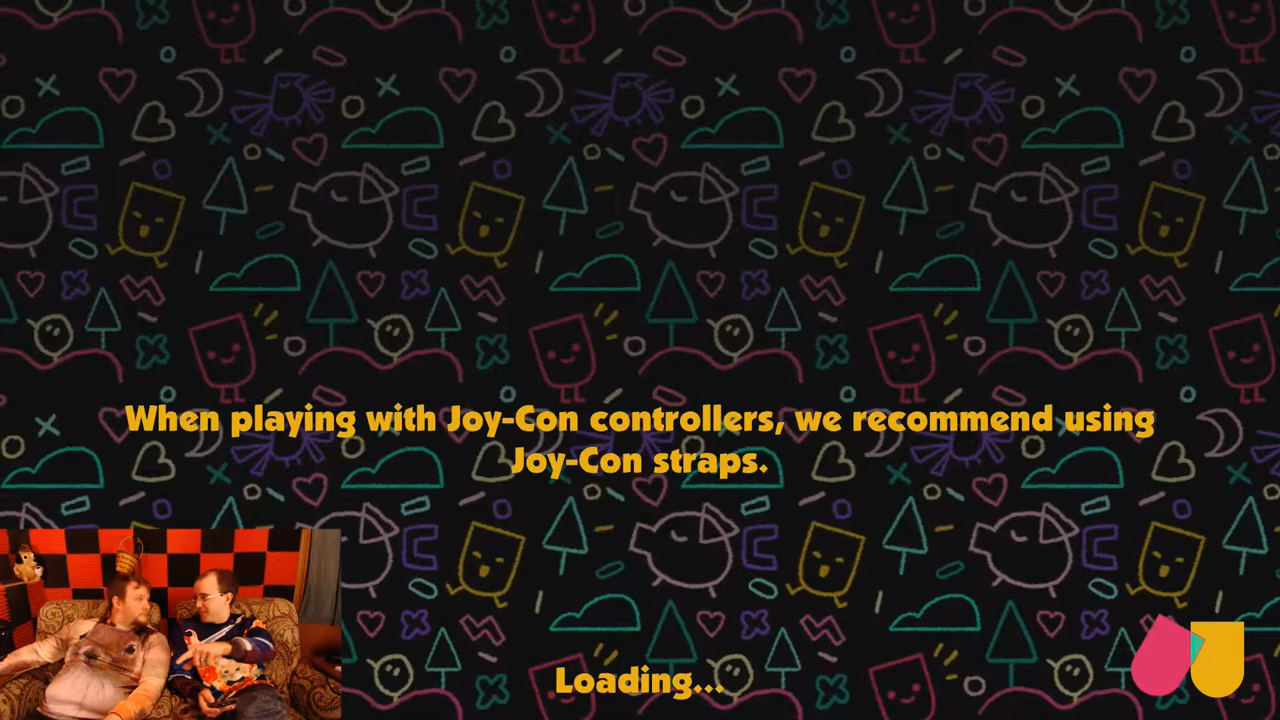 When playing with Joy-Con controllers, we recommend using
Joy-Con straps.
Loading...